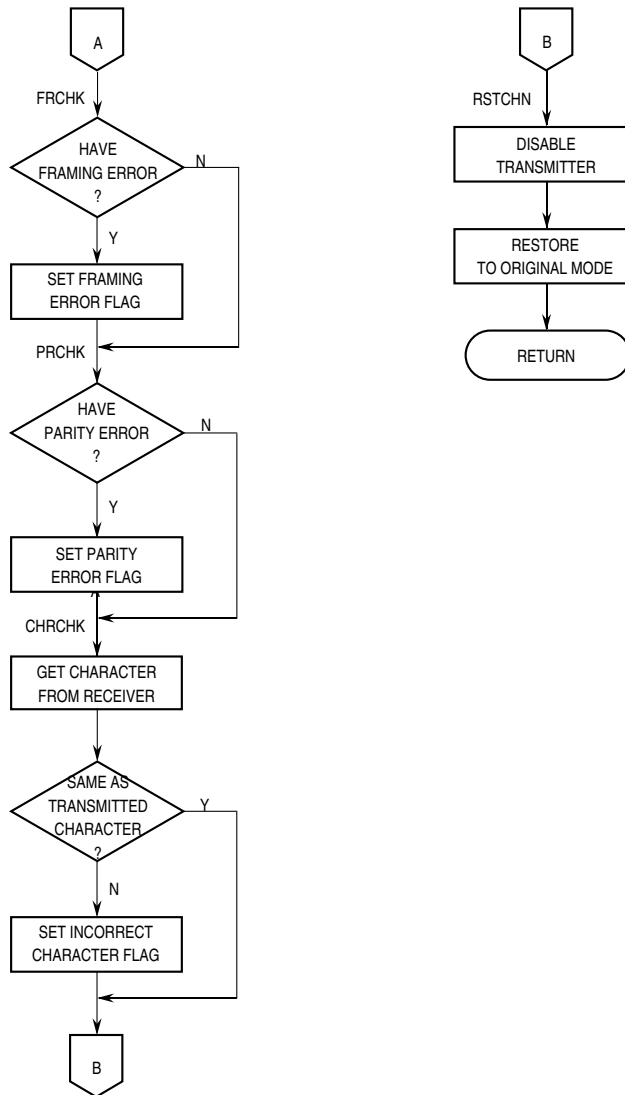 A
FRCHK
HAVE
FRAMING ERROR
?
N
Y
SET FRAMING
ERROR FLAG
PRCHK
HAVE
PARITY ERROR
?
N
Y
SET PARITY
ERROR FLAG
CHRCHK
GET CHARACTER
FROM RECEIVER
SAME AS
TRANSMITTED
CHARACTER
?
Y
N
SET INCORRECT
CHARACTER FLAG
B
B
RSTCHN
DISABLE
TRANSMITTER
RESTORE
TO ORIGINAL MODE
RETURN